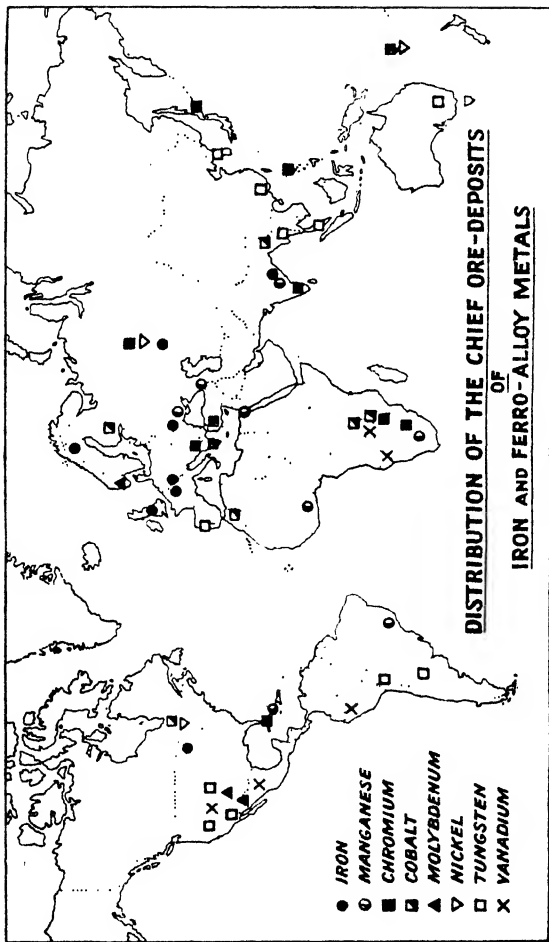 DISTRIBUTION OF THE CHIEF ORE-DEPOSITS
OF
IRON AND FERRO-ALLOY METALS
IRON
MANGANESE
CHROMIUM
COBALT
MOLYBDENUM
NICKEL
TUNGSTEN
VANADIUM